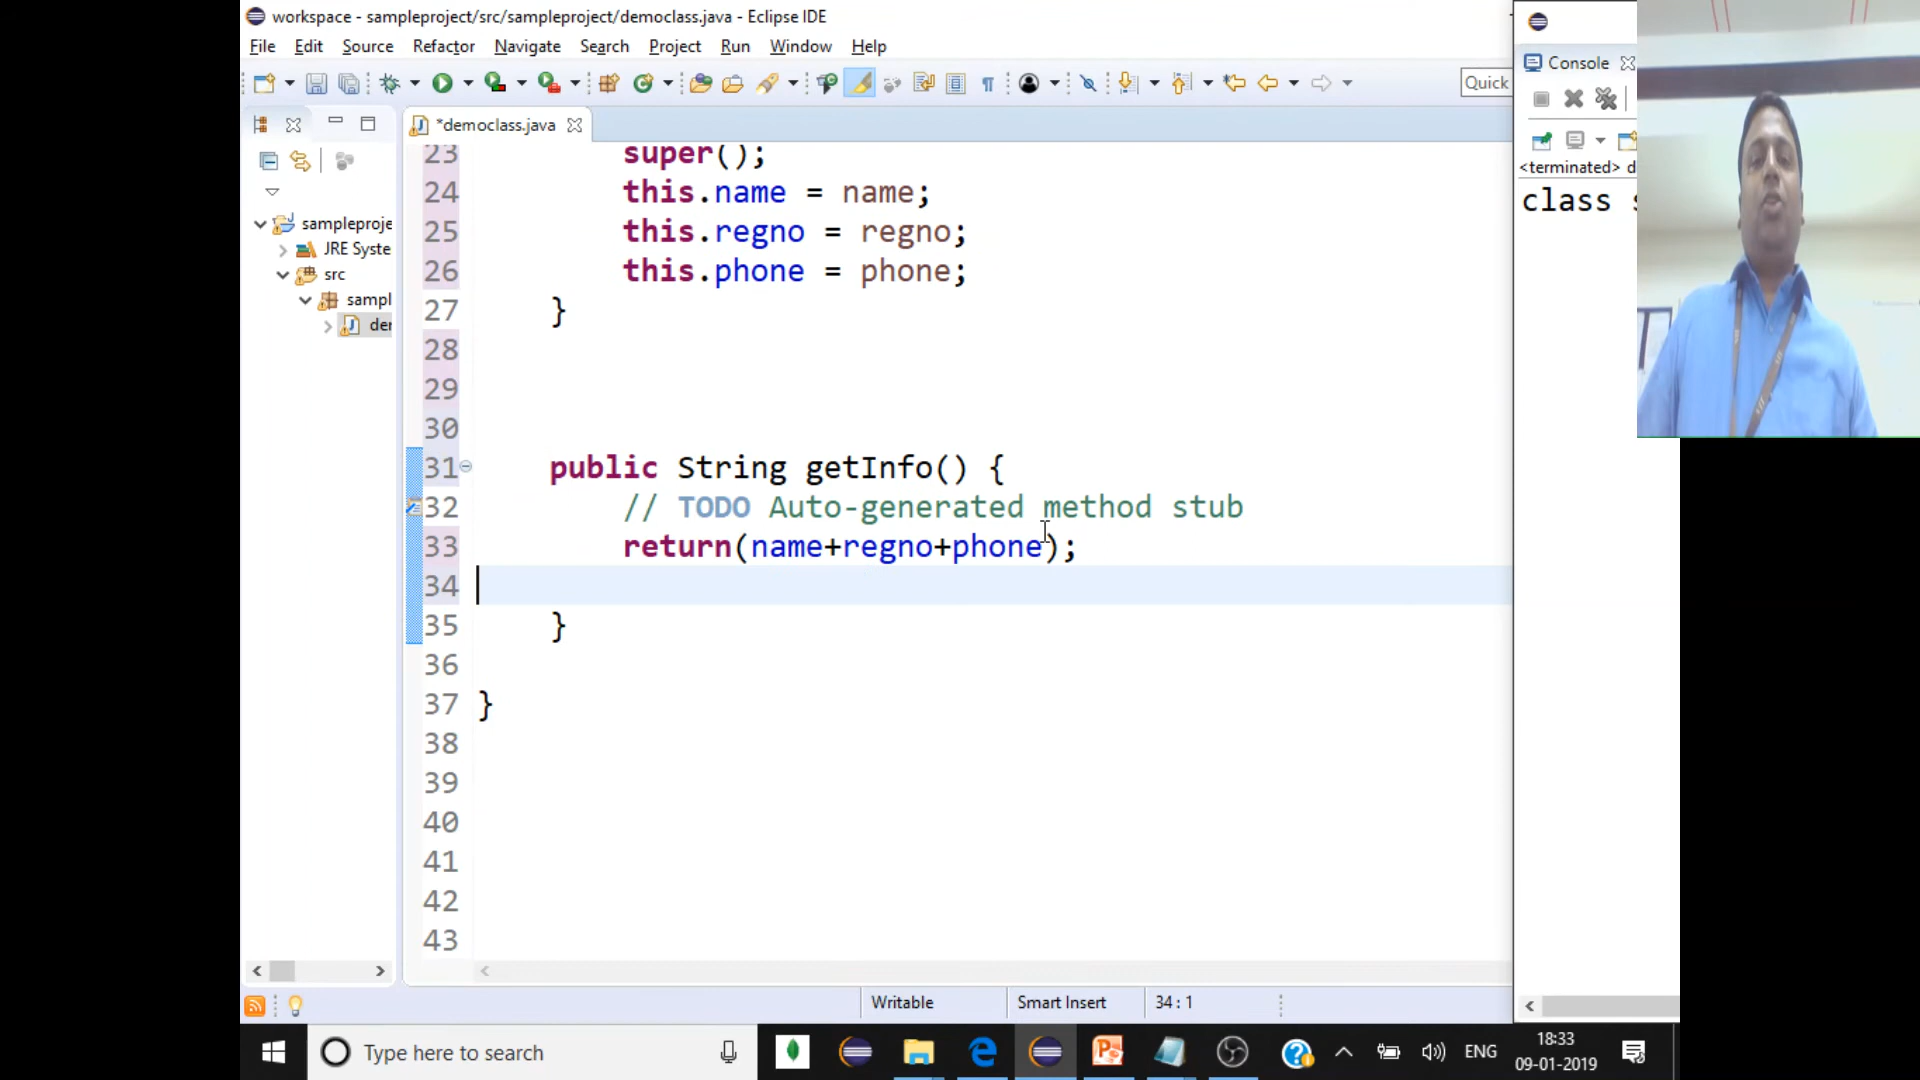 workspace - sampleproject/src/sampleproject/democlass.java - Eclipse IDE
File Edit Source Refactor Navigate Search Project Run Window Help
Quick
Console
*democlass.java
<terminated> d
class
sampleproje
JRE Syste
src
sampl
der
23 super();
24 this.name = name;
25 this.regno = regno;
26 this.phone = phone;
27 }
28
29
30
31 public String getInfo() {
32 // TODO Auto-generated method stub
33 return(name+regno+phone);
34
35 }
36
37 }
38
39
40
41
42
43
Writable Smart Insert 34 : 1
Type here to search
ENG
18:33
09-01-2019